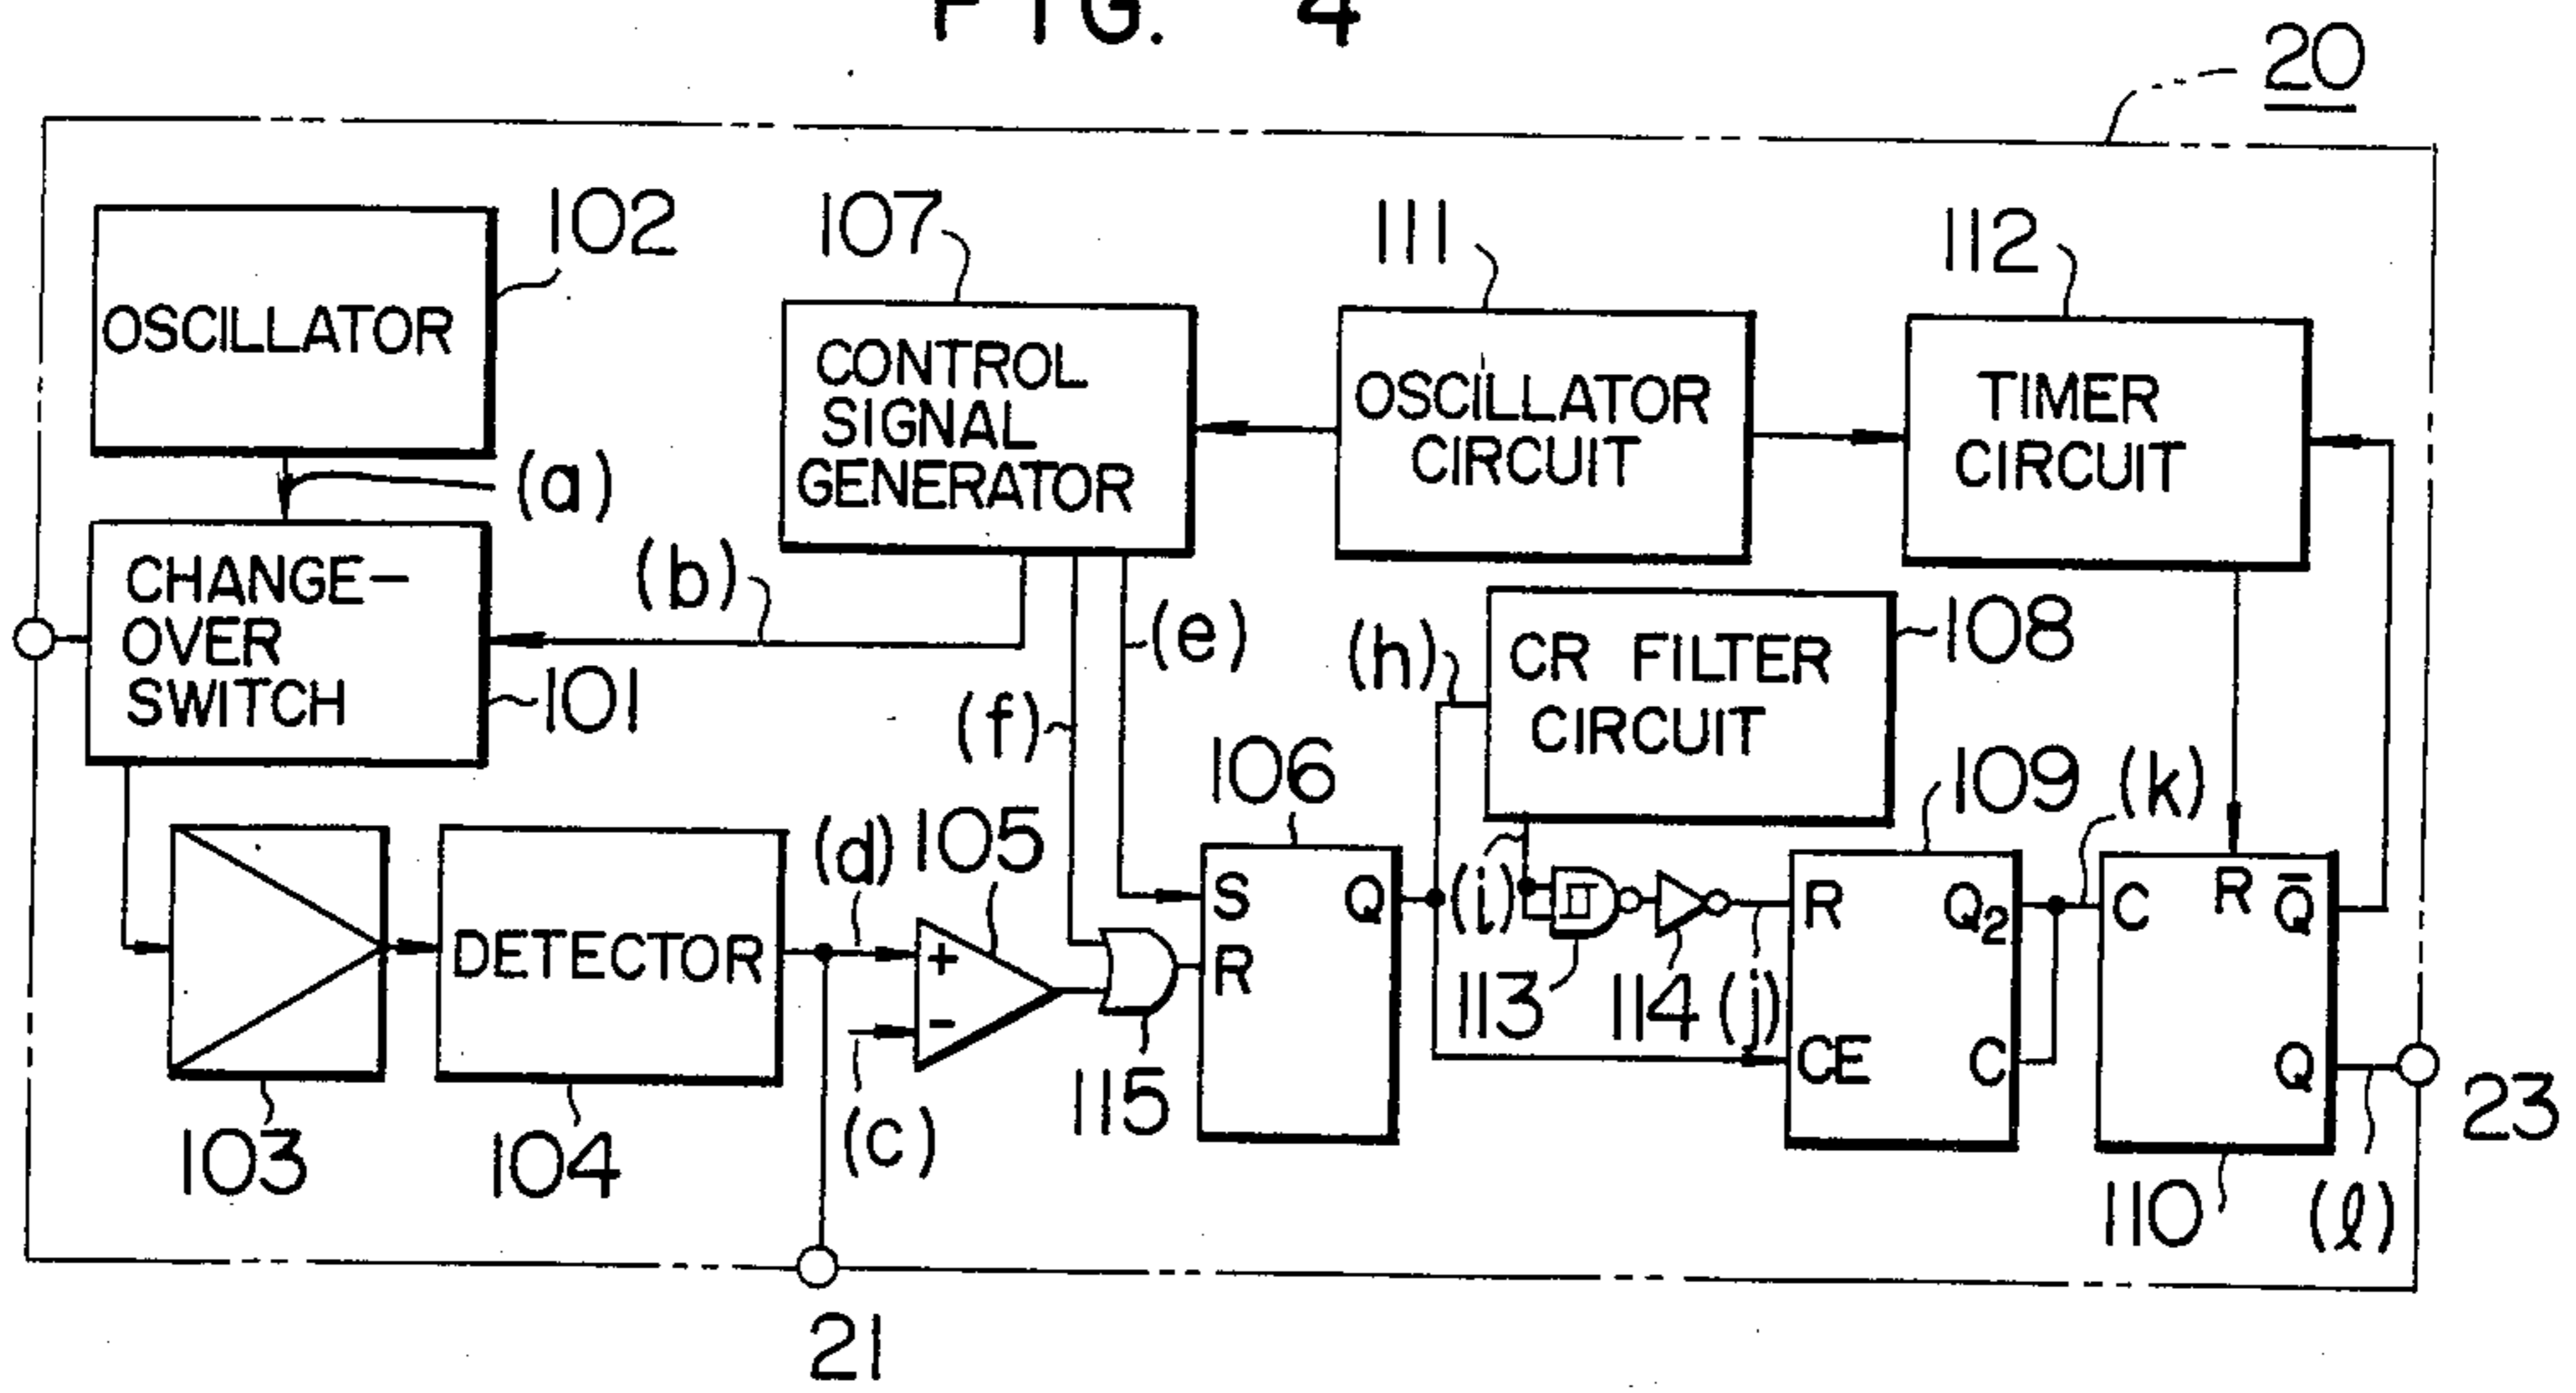 FIG. 4
20
102
107
111
112
OSCILLATOR
CONTROL
SIGNAL
GENERATOR
OSCILLATOR
CIRCUIT
TIMER
CIRCUIT
(a)
CHANGE-
OVER
SWITCH
101
(b)
(e)
(f)
(h)
CR FILTER
CIRCUIT
108
106
109
(k)
(d)
105
DETECTOR
103
104
+
-
(c)
115
S
R
Q
(i)
113
114
(j)
R
CE
Q2
C
C
R
Q̅
Q
110
(ℓ)
23
21